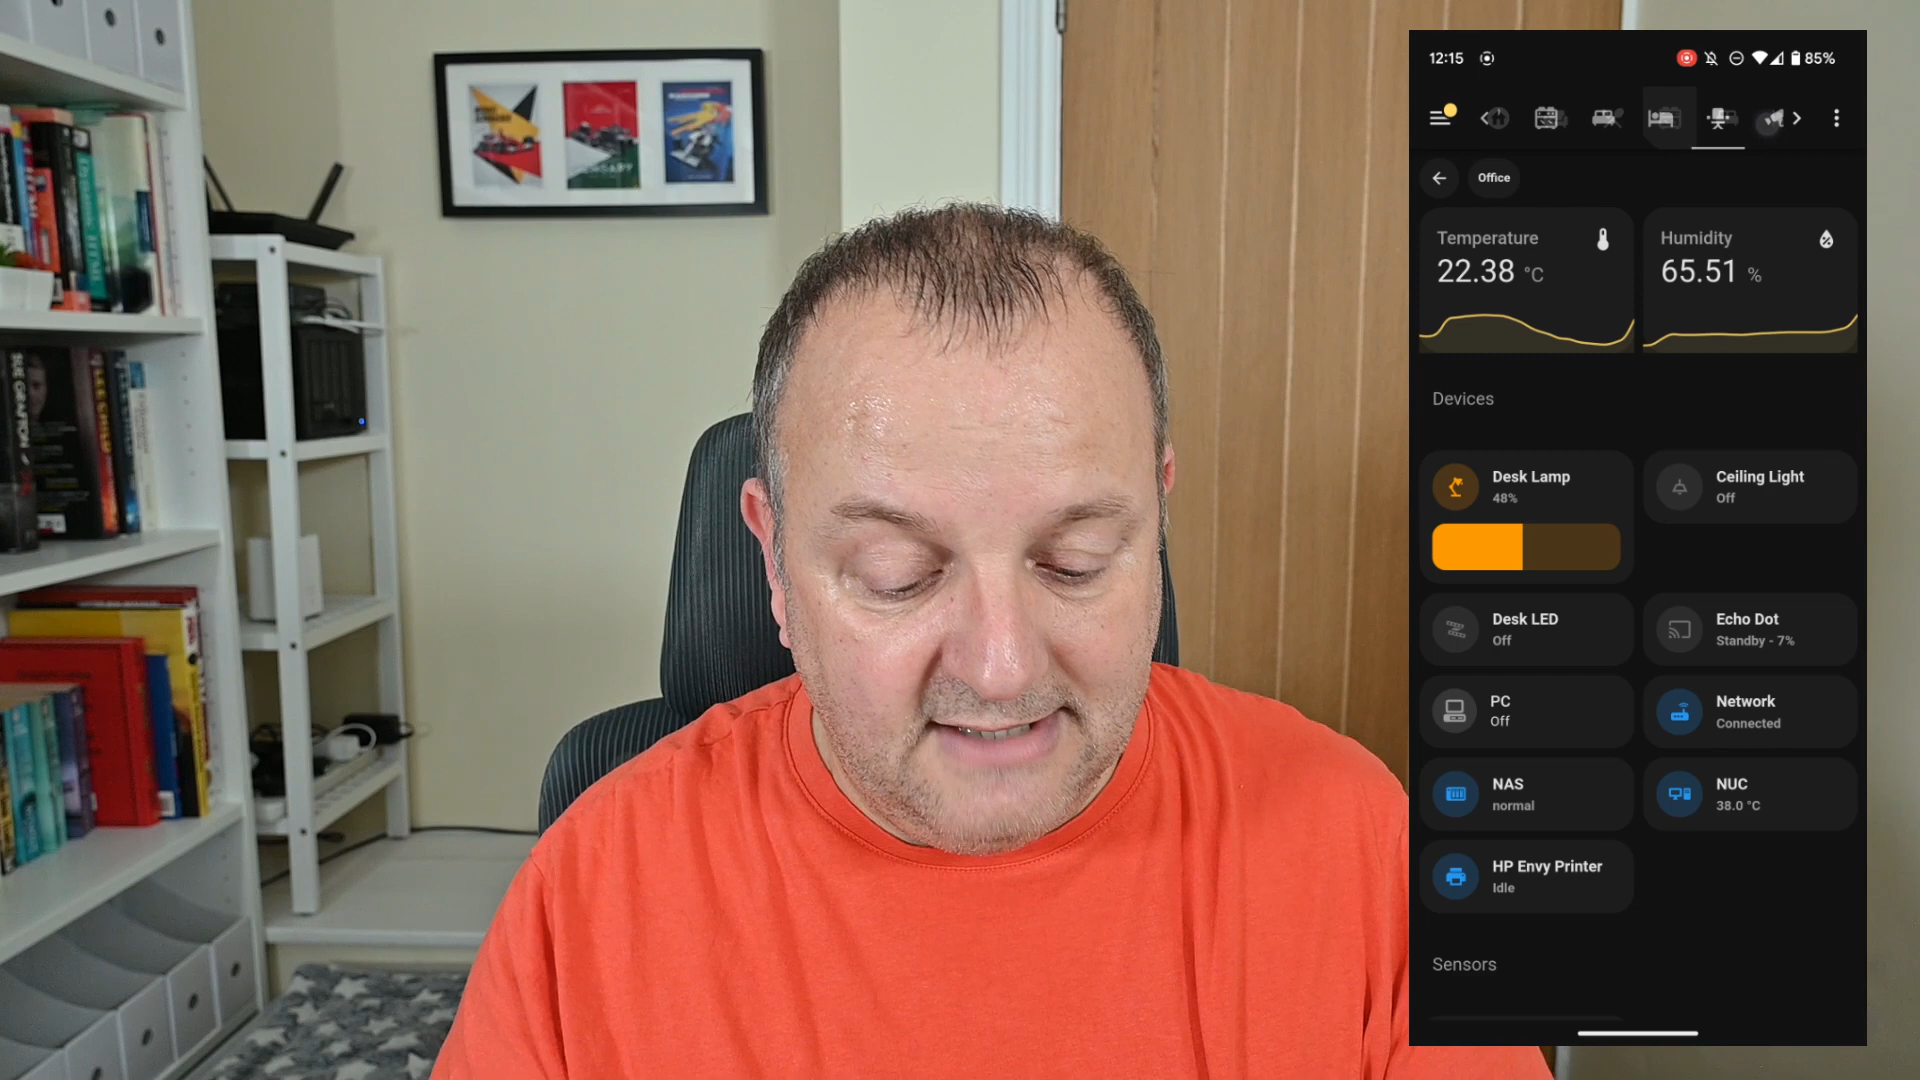 12:15
85%
Office
Temperature
22.38 °C
Humidity
65.51 %
Devices
Desk Lamp
48%
Ceiling Light
Off
Desk LED
Off
Echo Dot
Standby - 7%
PC
Off
Network
Connected
NAS
normal
NUC
38.0 °C
HP Envy Printer
Idle
Sensors
SUE GRAFTON